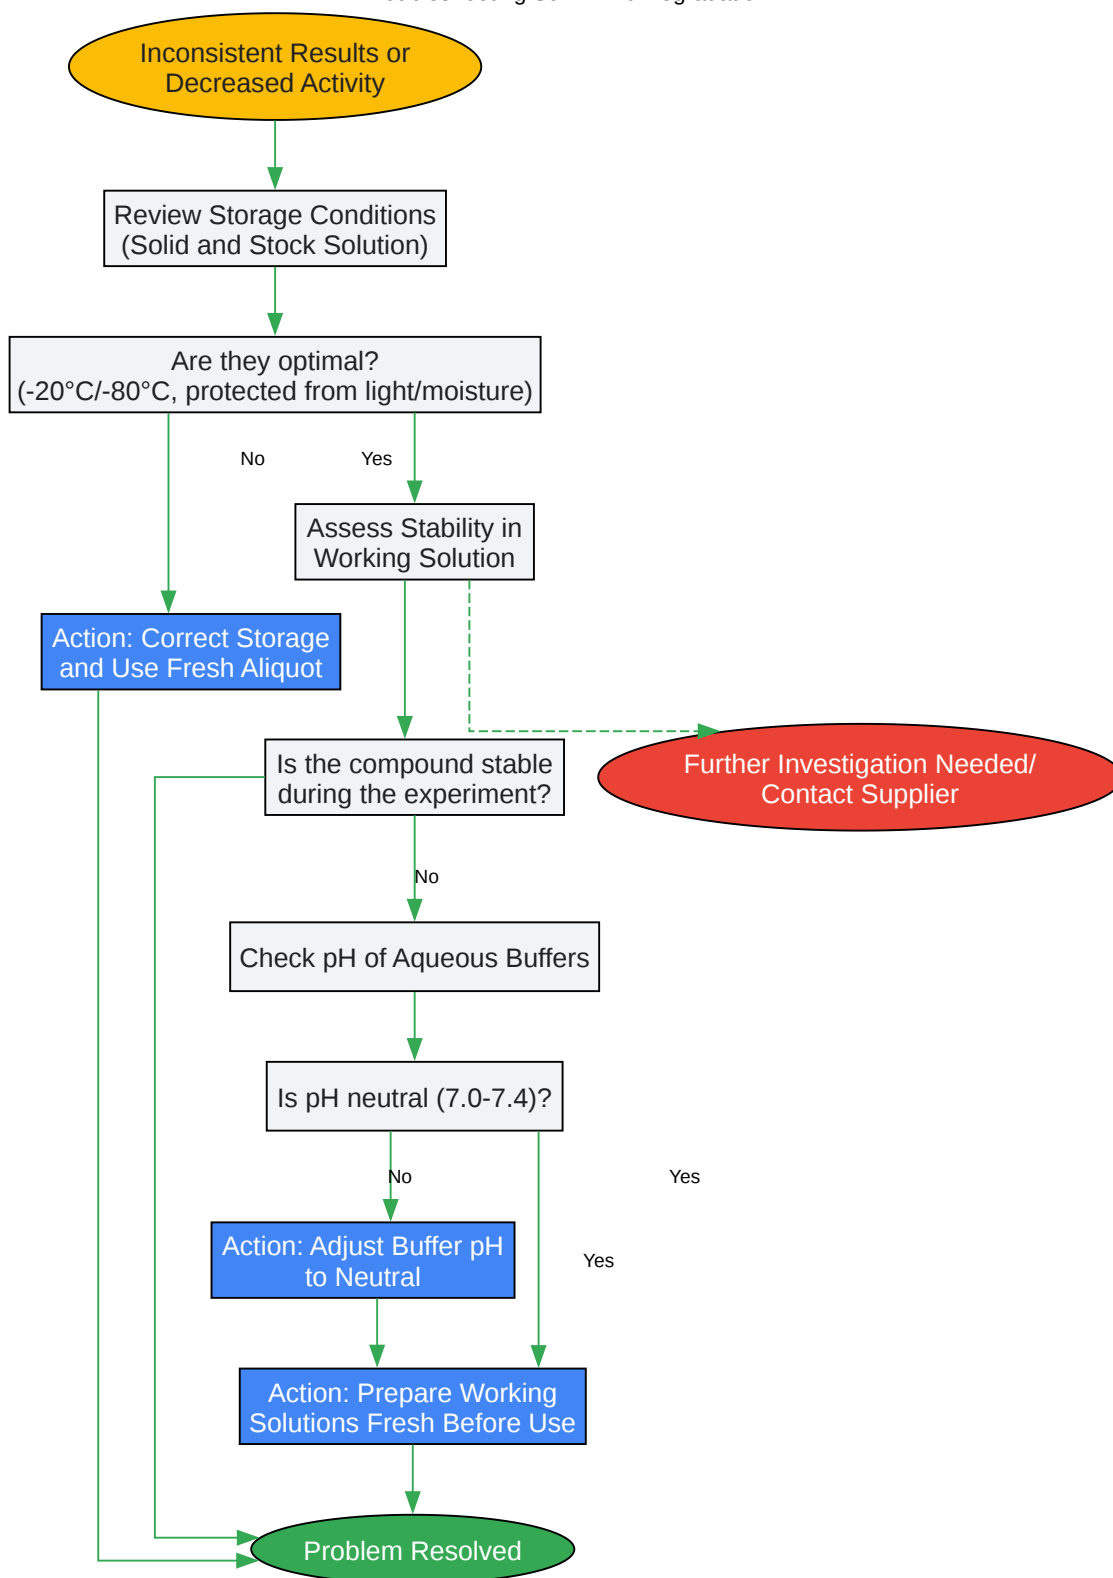 Inconsistent Results or
Decreased Activity
Review Storage Conditions
(Solid and Stock Solution)
Are they optimal?
(-20°C/-80°C, protected from light/moisture)
No
Yes
Assess Stability in
Working Solution
Action: Correct Storage
and Use Fresh Aliquot
Is the compound stable
during the experiment?
Further Investigation Needed/
Contact Supplier
No
Check pH of Aqueous Buffers
Is pH neutral (7.0-7.4)?
No
Yes
Action: Adjust Buffer pH
to Neutral
Yes
Action: Prepare Working
Solutions Fresh Before Use
Problem Resolved